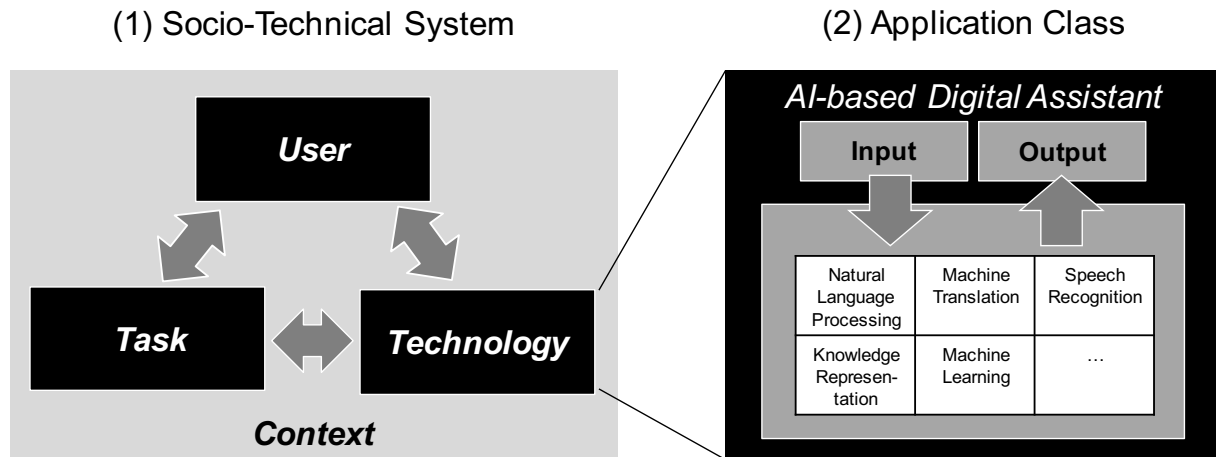 (1) Socio-Technical System
User
Task
Technology
Context
(2) Application Class
AI-based Digital Assistant
Input
Output
Natural
Language
Processing
Machine
Translation
Speech
Recognition
Knowledge
Represen-
tation
Machine
Learning
…